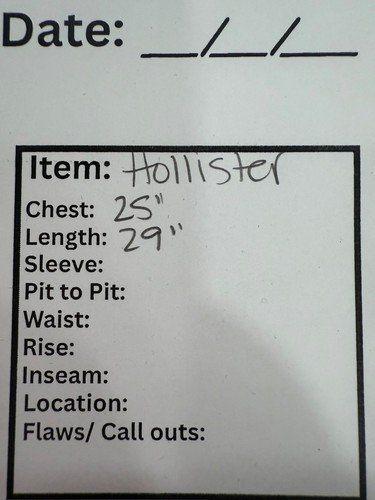 Date: __/__/__
Item: Hollister
Chest: 25"
Length: 29"
Sleeve:
Pit to Pit:
Waist:
Rise:
Inseam:
Location:
Flaws/ Call outs: